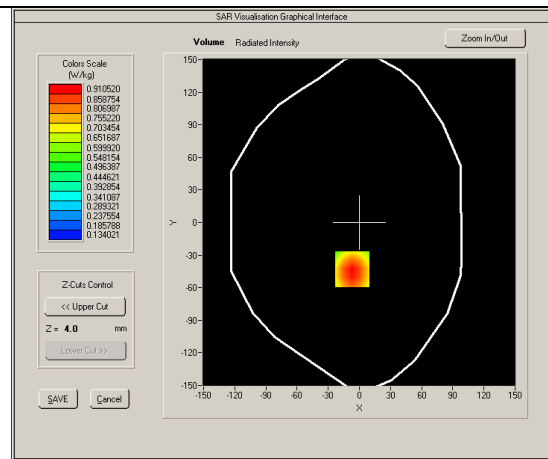 SAR Visualisation Graphical Interface
Volume Radiated Intensity
Zoom In/Out
Colors Scale
(W/kg)
0.910520
0.858754
0.806987
0.755220
0.703454
0.651687
0.599920
0.548154
0.496387
0.444621
0.392854
0.341087
0.289321
0.237554
0.185788
0.134021
Z-Cuts Control
<< Upper Cut
Z = 4.0 mm
Lower Cut >>
SAVE
Cancel
150
120
90
60
30
0
-30
-60
-90
-120
-150
Y
-150 -120 -90 -60 -30 0 30 60 90 120 150
X